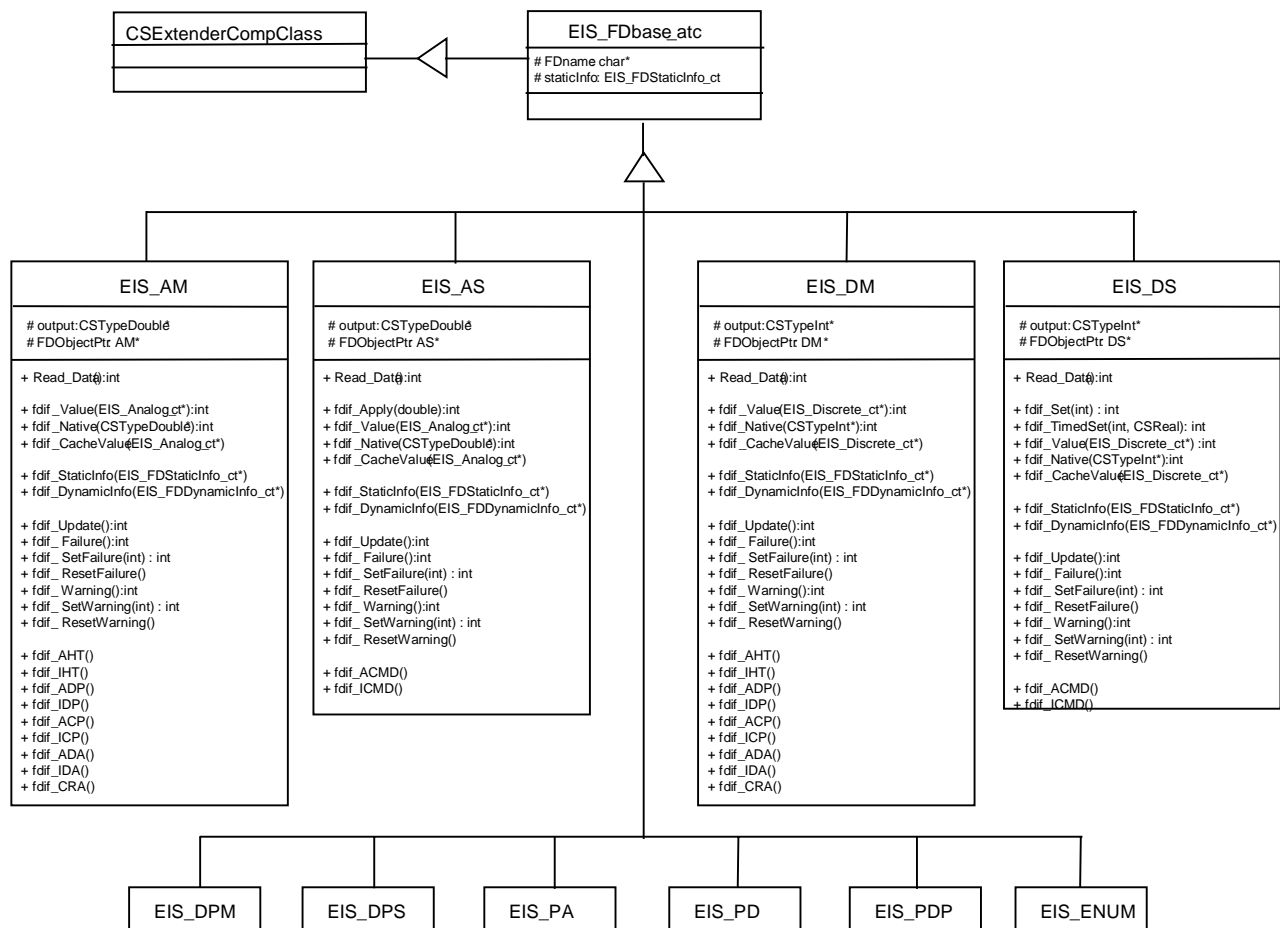 CSExtenderCompClass
EIS_FDbase_atc
# FDname char*
# staticInfo: EIS_FDStaticInfo_ct
EIS_AM
# output:CSTypeDouble*
# FDObjectPtr: AM*
+ Read_Data():int
+ fdif_Value(EIS_Analog_ct*):int
+ fdif_Native(CSTypeDouble*):int
+ fdif_CacheValue(EIS_Analog_ct*)
+ fdif_StaticInfo(EIS_FDStaticInfo_ct*)
+ fdif_DynamicInfo(EIS_FDDynamicInfo_ct*)
+ fdif_Update():int
+ fdif_ Failure():int
+ fdif_ SetFailure(int) : int
+ fdif_ ResetFailure()
+ fdif_ Warning():int
+ fdif_ SetWarning(int) : int
+ fdif_ ResetWarning()
+ fdif_AHT()
+ fdif_IHT()
+ fdif_ADP()
+ fdif_IDP()
+ fdif_ACP()
+ fdif_ICP()
+ fdif_ADA()
+ fdif_IDA()
+ fdif_CRA()
EIS_AS
# output:CSTypeDouble*
# FDObjectPtr: AS*
+ Read_Data():int
+ fdif_Apply(double):int
+ fdif_Value(EIS_Analog_ct*):int
+ fdif_Native(CSTypeDouble*):int
+ fdif_CacheValue(EIS_Analog_ct*)
+ fdif_StaticInfo(EIS_FDStaticInfo_ct*)
+ fdif_DynamicInfo(EIS_FDDynamicInfo_ct*)
+ fdif_Update():int
+ fdif_ Failure():int
+ fdif_ SetFailure(int) : int
+ fdif_ ResetFailure()
+ fdif_ Warning():int
+ fdif_ SetWarning(int) : int
+ fdif_ ResetWarning()
+ fdif_ACMD()
+ fdif_ICMD()
EIS_DM
# output:CSTypeInt*
# FDObjectPtr: DM*
+ Read_Data():int
+ fdif_Value(EIS_Discrete_ct*):int
+ fdif_Native(CSTypeInt*):int
+ fdif_CacheValue(EIS_Discrete_ct*)
+ fdif_StaticInfo(EIS_FDStaticInfo_ct*)
+ fdif_DynamicInfo(EIS_FDDynamicInfo_ct*)
+ fdif_Update():int
+ fdif_ Failure():int
+ fdif_ SetFailure(int) : int
+ fdif_ ResetFailure()
+ fdif_ Warning():int
+ fdif_ SetWarning(int) : int
+ fdif_ ResetWarning()
+ fdif_AHT()
+ fdif_IHT()
+ fdif_ADP()
+ fdif_IDP()
+ fdif_ACP()
+ fdif_ICP()
+ fdif_ADA()
+ fdif_IDA()
+ fdif_CRA()
EIS_DS
# output:CSTypeInt*
# FDObjectPtr: DS*
+ Read_Data():int
+ fdif_Set(int) : int
+ fdif_TimedSet(int, CSReal): int
+ fdif_Value(EIS_Discrete_ct*) :int
+ fdif_Native(CSTypeInt*):int
+ fdif_CacheValue(EIS_Discrete_ct*)
+ fdif_StaticInfo(EIS_FDStaticInfo_ct*)
+ fdif_DynamicInfo(EIS_FDDynamicInfo_ct*)
+ fdif_Update():int
+ fdif_ Failure():int
+ fdif_ SetFailure(int) : int
+ fdif_ ResetFailure()
+ fdif_ Warning():int
+ fdif_ SetWarning(int) : int
+ fdif_ ResetWarning()
+ fdif_ACMD()
+ fdif_ICMD()
EIS_DPM
EIS_DPS
EIS_PA
EIS_PD
EIS_PDP
EIS_ENUM